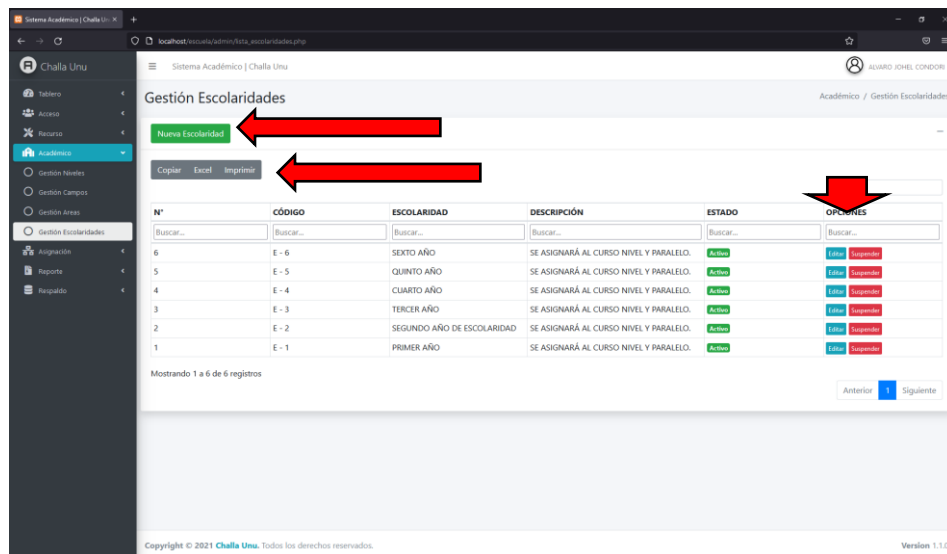 Sistema Académico | Challa Un
localhost/escuela/admin/lista_escolaridades.php
Challa Unu
Sistema Académico | Challa Unu
ALVARO JOHEL CONDORI
Tablero
Acceso
Recurso
Académico
Gestión Niveles
Gestión Campos
Gestión Areas
Gestión Escolaridades
Asignación
Reporte
Respaldo
Gestión Escolaridades
Académico / Gestión Escolaridades
Nueva Escolaridad
Copiar Excel Imprimir
N° CÓDIGO ESCOLARIDAD DESCRIPCIÓN ESTADO OPCIONES
Buscar... Buscar... Buscar... Buscar... Buscar... Buscar...
6 E - 6 SEXTO AÑO SE ASIGNARÁ AL CURSO NIVEL Y PARALELO. Activo Editar Suspender
5 E - 5 QUINTO AÑO SE ASIGNARÁ AL CURSO NIVEL Y PARALELO. Activo Editar Suspender
4 E - 4 CUARTO AÑO SE ASIGNARÁ AL CURSO NIVEL Y PARALELO. Activo Editar Suspender
3 E - 3 TERCER AÑO SE ASIGNARÁ AL CURSO NIVEL Y PARALELO. Activo Editar Suspender
2 E - 2 SEGUNDO AÑO DE ESCOLARIDAD SE ASIGNARÁ AL CURSO NIVEL Y PARALELO. Activo Editar Suspender
1 E - 1 PRIMER AÑO SE ASIGNARÁ AL CURSO NIVEL Y PARALELO. Activo Editar Suspender
Mostrando 1 a 6 de 6 registros
Anterior 1 Siguiente
Copyright © 2021 Challa Unu. Todos los derechos reservados.
Version 1.1.0